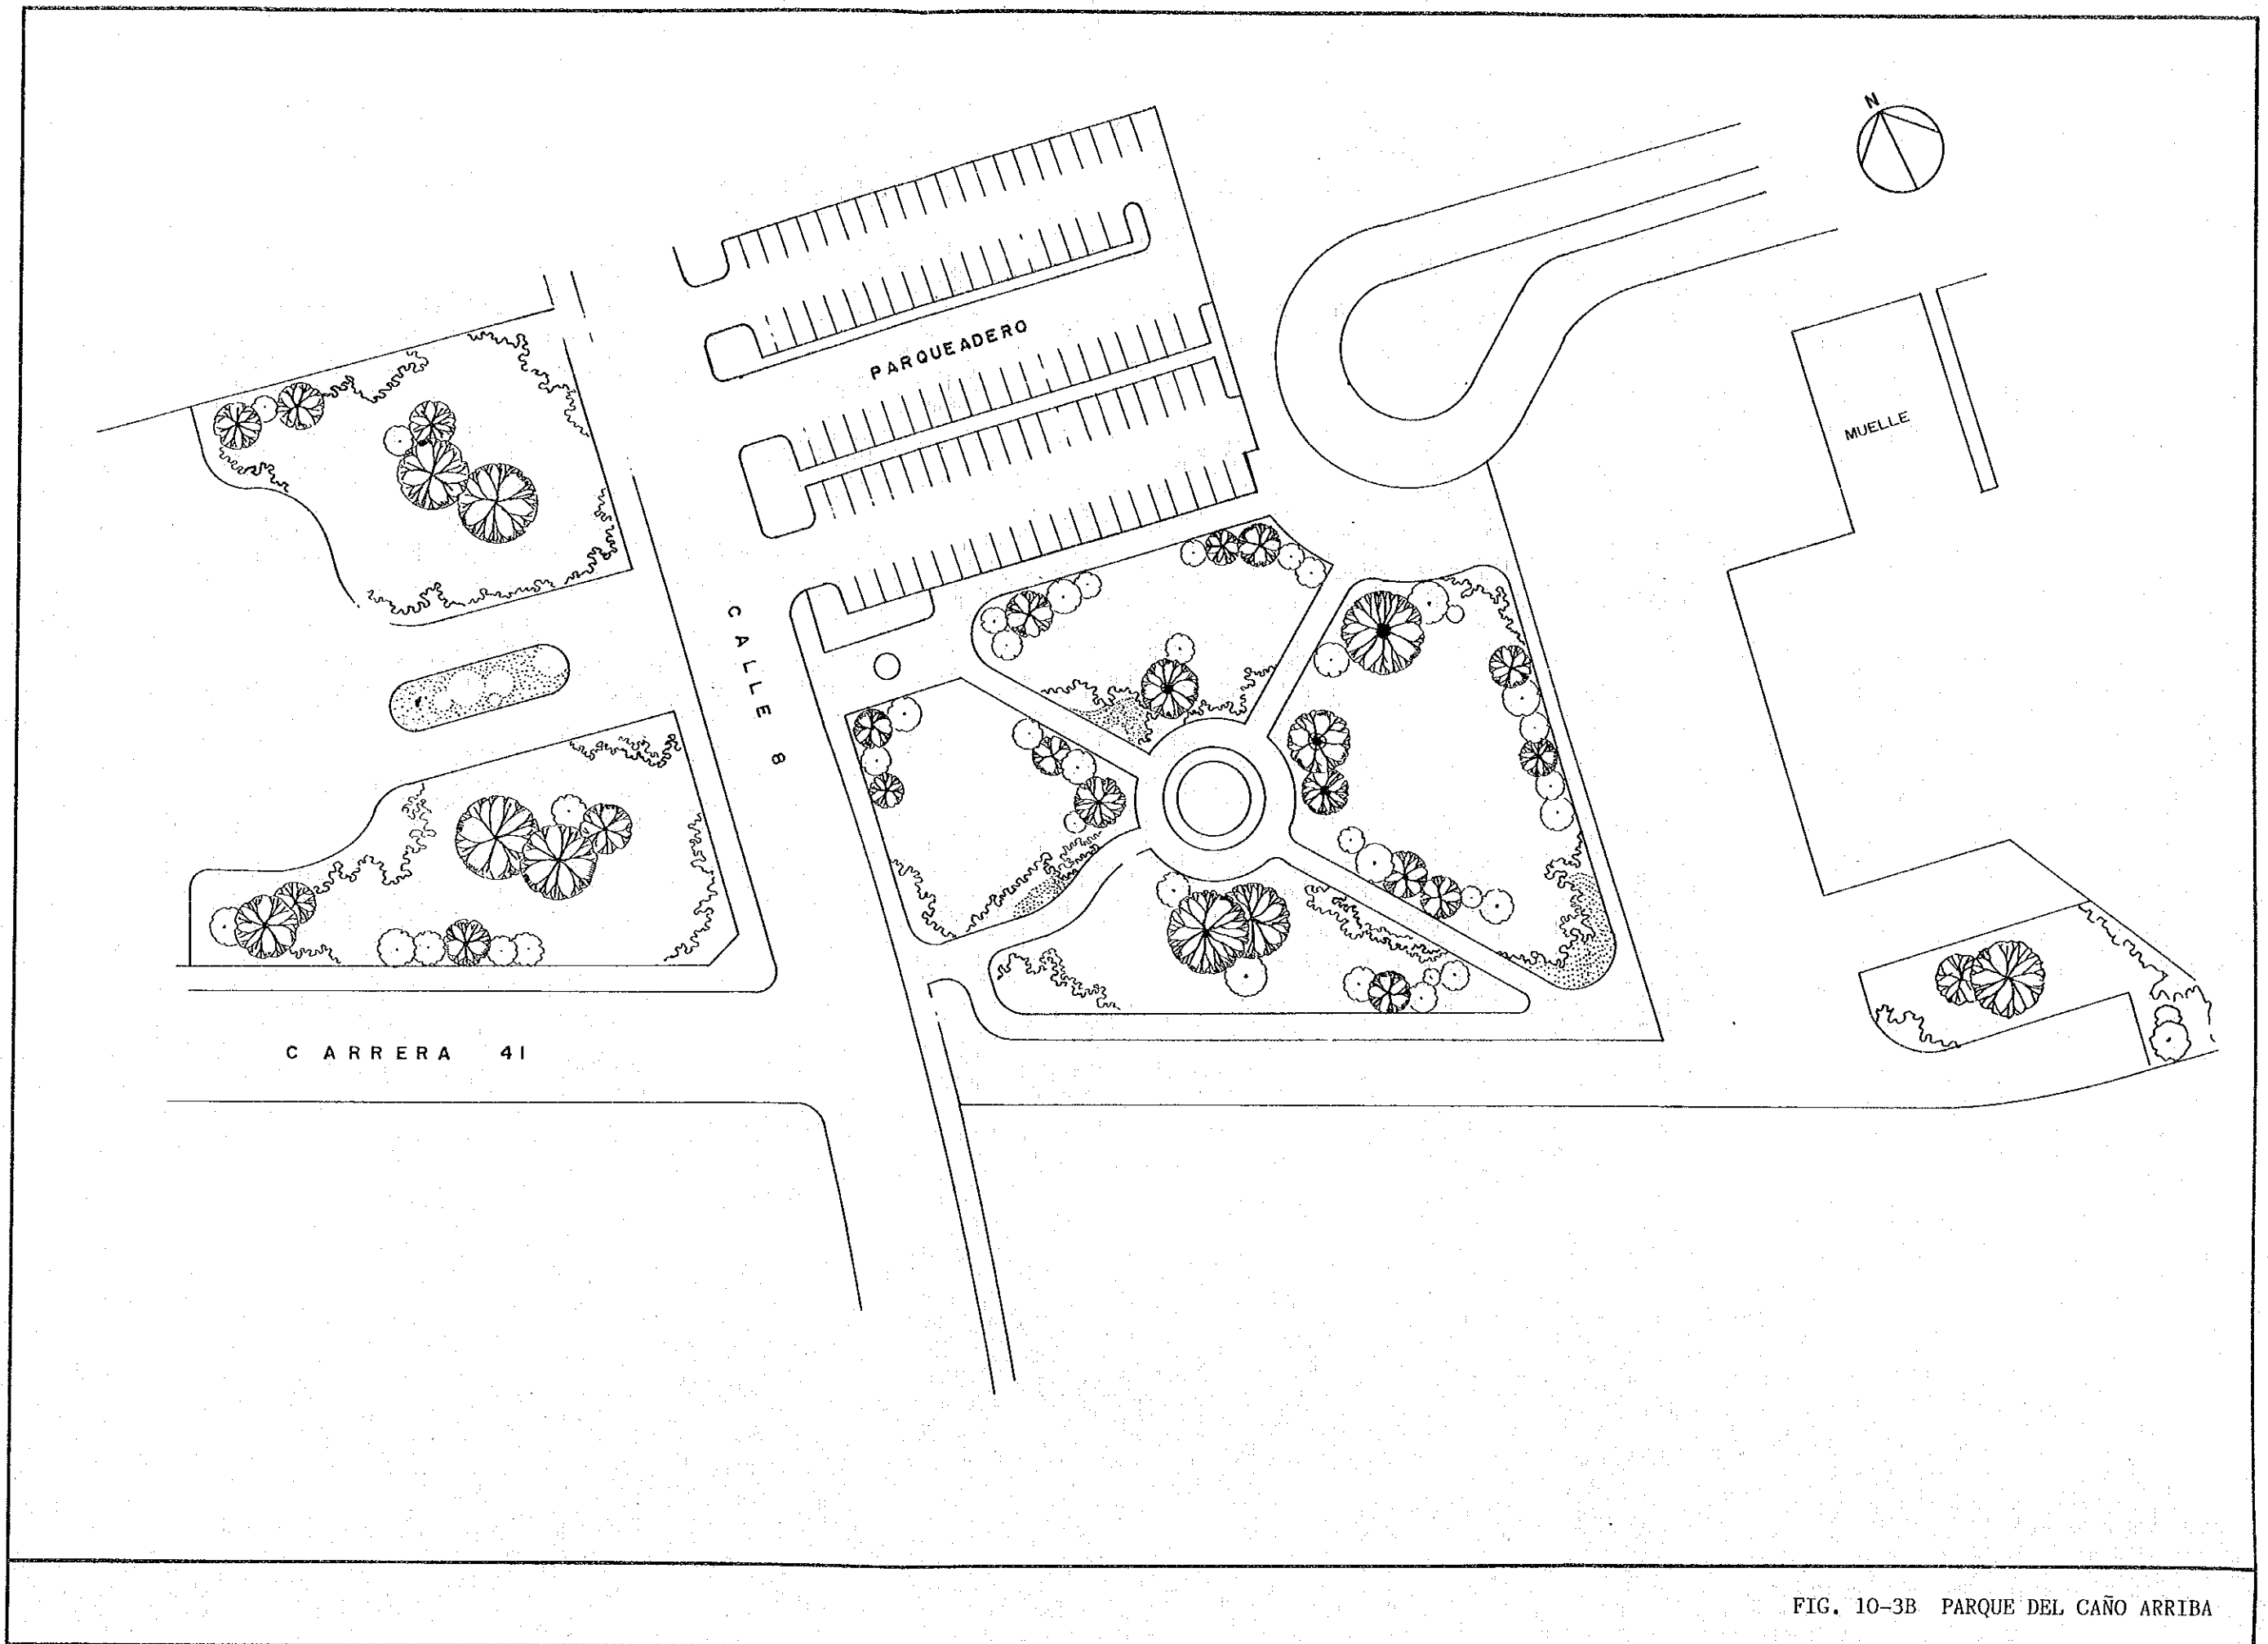 N
PARQUEADERO
MUELLE
CALLE 8
CARRERA 41
FIG. 10-3B PARQUE DEL CAÑO ARRIBA